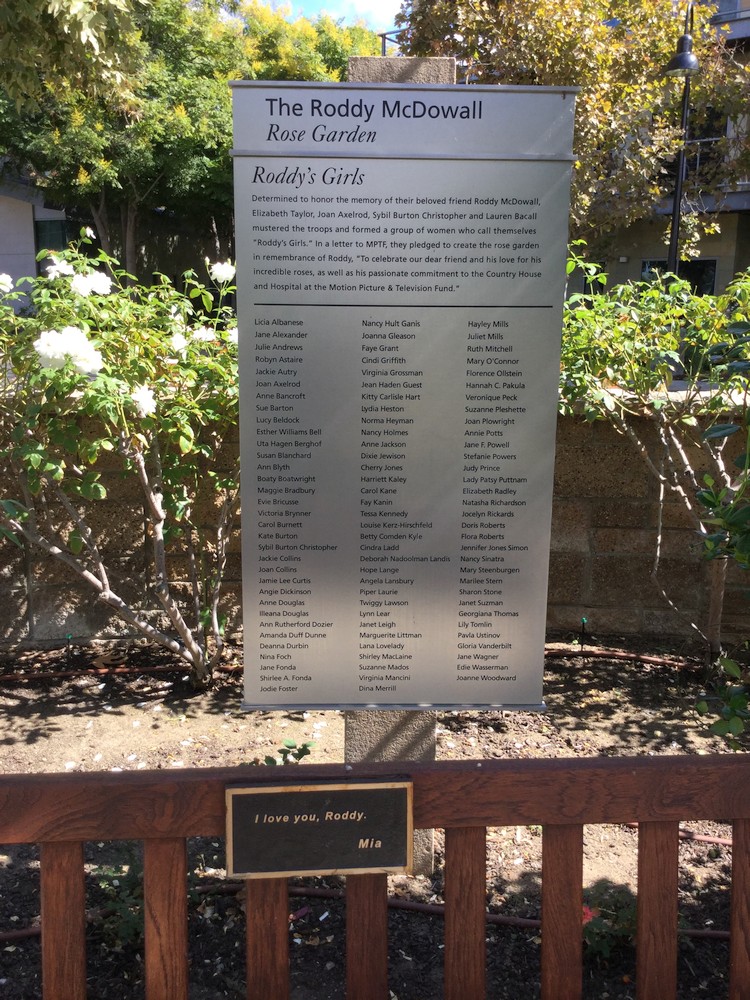 The Roddy McDowall
Rose Garden
Roddy's Girls
Determined to honor the memory of their beloved friend Roddy McDowall,
Elizabeth Taylor, Joan Axelrod, Sybil Burton Christopher and Lauren Bacall
mustered the troops and formed a group of women who call themselves
"Roddy's Girls." In a letter to MPTF, they pledged to create the rose garden
in remembrance of Roddy, "To celebrate our dear friend and his love for his
incredible roses, as well as his passionate commitment to the Country House
and Hospital at the Motion Picture & Television Fund."
Licia Albanese
Jane Alexander
Julie Andrews
Robyn Astaire
Jackie Autry
Joan Axelrod
Anne Bancroft
Sue Barton
Lucy Beldock
Esther Williams Bell
Uta Hagen Berghof
Susan Blanchard
Ann Blyth
Boaty Boatwright
Maggie Bradbury
Evie Bricusse
Victoria Brynner
Carol Burnett
Kate Burton
Sybil Burton Christopher
Jackie Collins
Joan Collins
Jamie Lee Curtis
Angie Dickinson
Anne Douglas
Illeana Douglas
Ann Rutherford Dozier
Amanda Duff Dunne
Deanna Durbin
Nina Foch
Jane Fonda
Shirlee A. Fonda
Jodie Foster
Nancy Hult Ganis
Joanna Gleason
Faye Grant
Cindi Griffith
Virginia Grossman
Jean Haden Guest
Kitty Carlisle Hart
Lydia Heston
Norma Heyman
Nancy Holmes
Anne Jackson
Dixie Jewison
Cherry Jones
Harriett Kaley
Carol Kane
Fay Kanin
Tessa Kennedy
Louise Kerz-Hirschfeld
Betty Comden Kyle
Cindra Ladd
Deborah Nadoolman Landis
Hope Lange
Angela Lansbury
Piper Laurie
Twiggy Lawson
Lynn Lear
Janet Leigh
Marguerite Littman
Lana Lovelady
Shirley MacLaine
Suzanne Mados
Virginia Mancini
Dina Merrill
Hayley Mills
Juliet Mills
Ruth Mitchell
Mary O'Connor
Florence Olistein
Hannah C. Pakula
Veronique Peck
Suzanne Pleshette
Joan Plowright
Annie Potts
Jane F. Powell
Stefanie Powers
Judy Prince
Lady Patsy Puttnam
Elizabeth Radley
Natasha Richardson
Jocelyn Rickards
Doris Roberts
Flora Roberts
Jennifer Jones Simon
Nancy Sinatra
Mary Steenburgen
Marilee Stern
Sharon Stone
Janet Suzman
Georgiana Thomas
Lily Tomlin
Pavla Ustinov
Gloria Vanderbilt
Jane Wagner
Edie Wasserman
Joanne Woodward
I love you, Roddy.
Mia